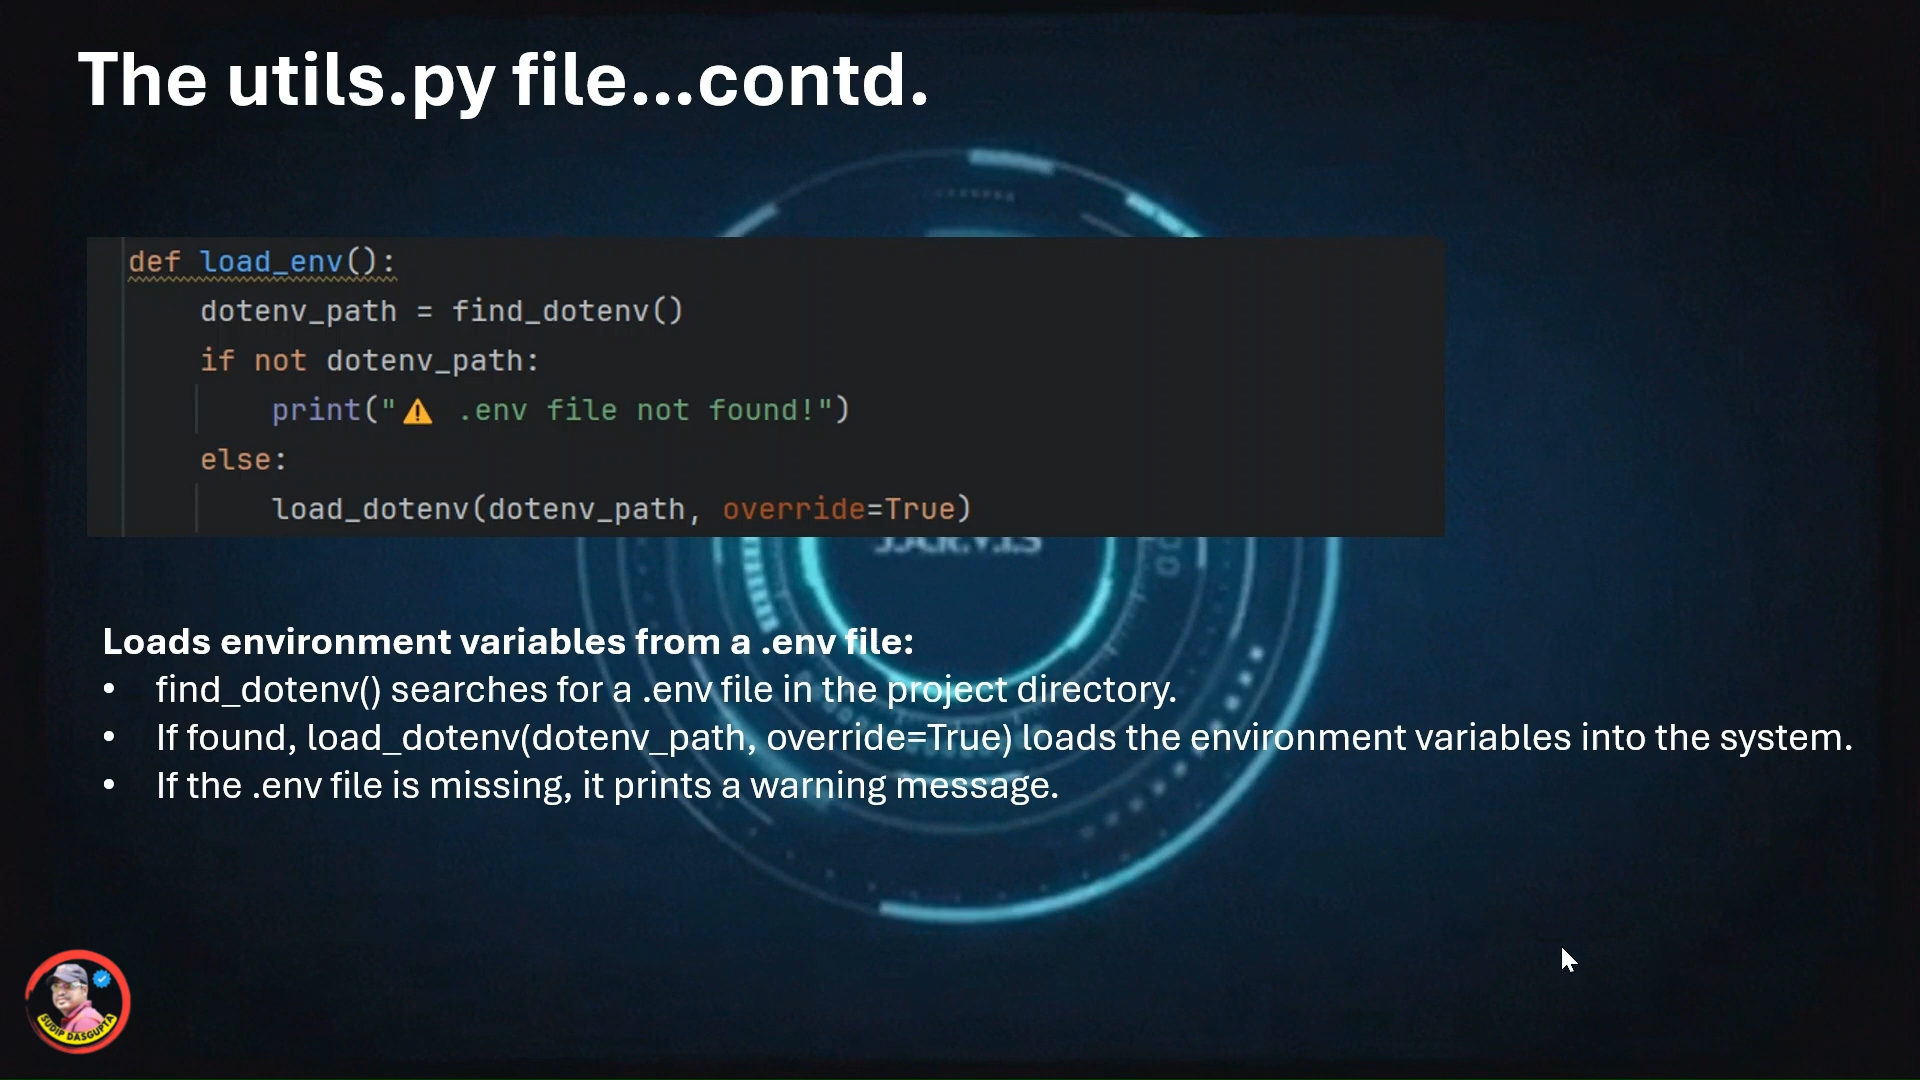 The utils.py file...contd.
def load_env():
dotenv_path = find_dotenv()
if not dotenv_path:
print("⚠️ .env file not found!")
else:
load_dotenv(dotenv_path, override=True)
J.A.R.V.I.S
Loads environment variables from a .env file:
• find_dotenv() searches for a .env file in the project directory.
• If found, load_dotenv(dotenv_path, override=True) loads the environment variables into the system.
• If the .env file is missing, it prints a warning message.
SUDIP DASGUPTA